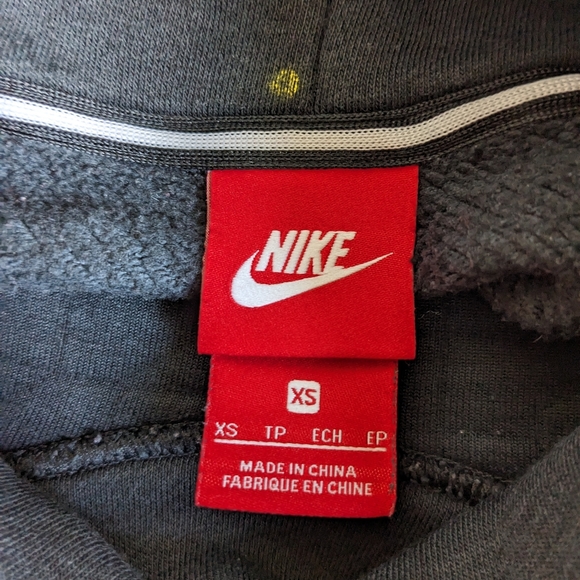 NIKE
XS
XS TP ECH EP
MADE IN CHINA
FABRIQUE EN CHINE